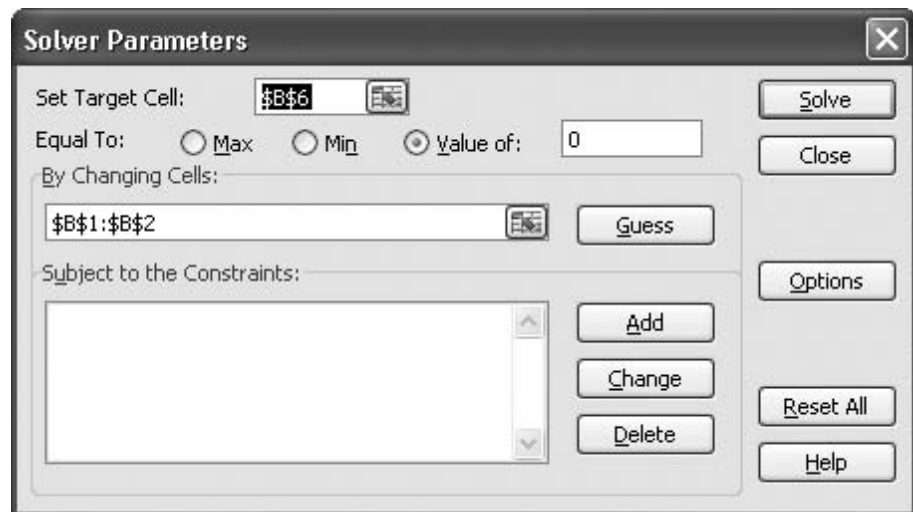 Solver Parameters
Set Target Cell: $B$6
Solve
Equal To: Max Min Value of: 0
Close
By Changing Cells:
$B$1:$B$2
Guess
Subject to the Constraints:
Options
Add
Change
Reset All
Delete
Help